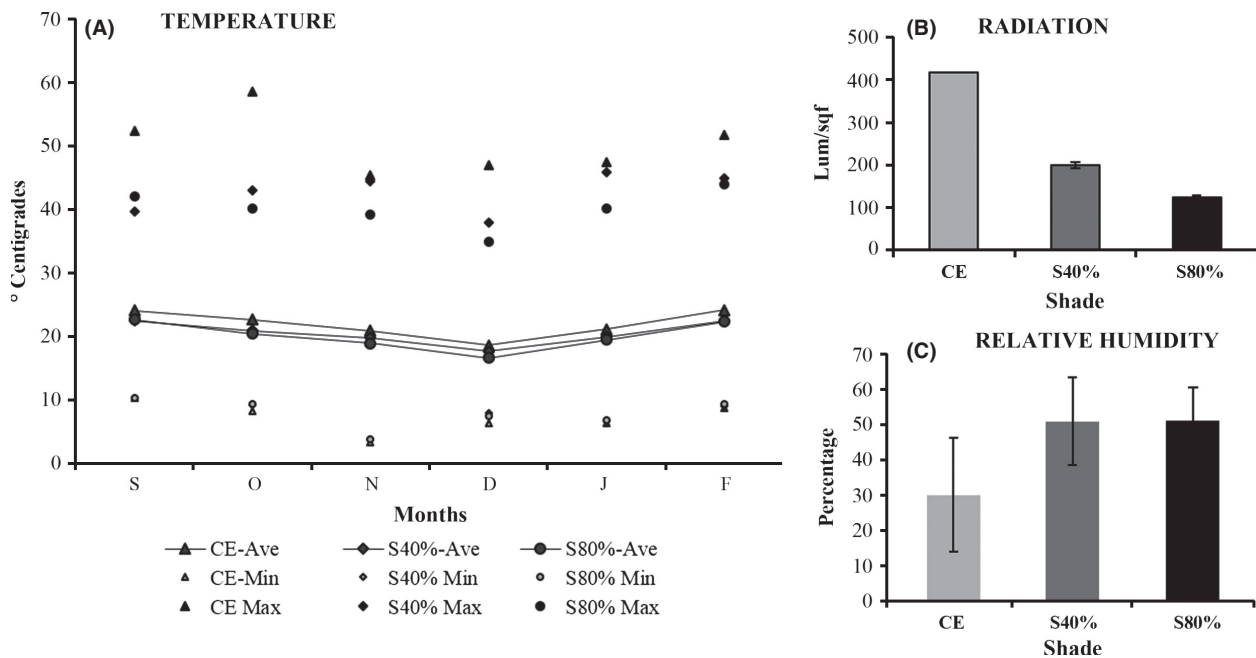 (A) TEMPERATURE
70
60
50
40
30
20
10
0
° Centigrades
S O N D J F
Months
CE-Ave S40%-Ave S80%-Ave
CE-Min S40% Min S80% Min
CE Max S40% Max S80% Max
(B) RADIATION
500
400
300
200
100
0
Lum/sqf
CE S40% S80%
Shade
(C) RELATIVE HUMIDITY
70
60
50
40
30
20
10
0
Percentage
CE S40% S80%
Shade